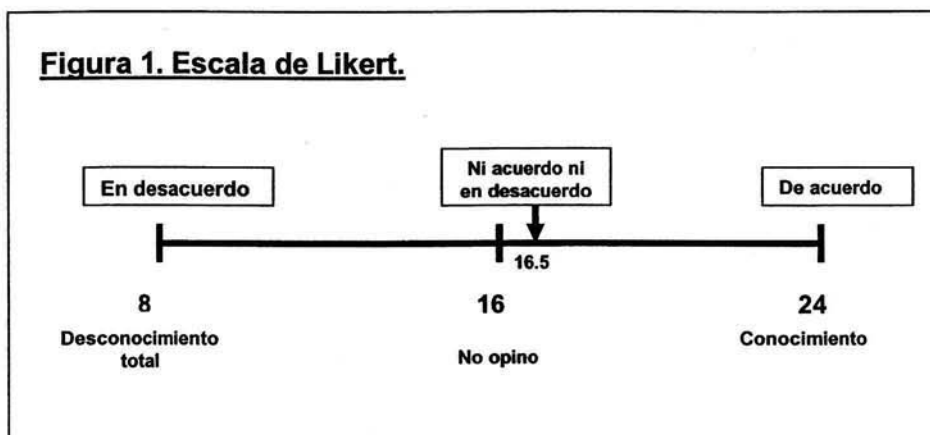 Figura 1. Escala de Likert.
En desacuerdo
Ni acuerdo ni
en desacuerdo
De acuerdo
16.5
8
16
24
Desconocimiento
total
No opino
Conocimiento